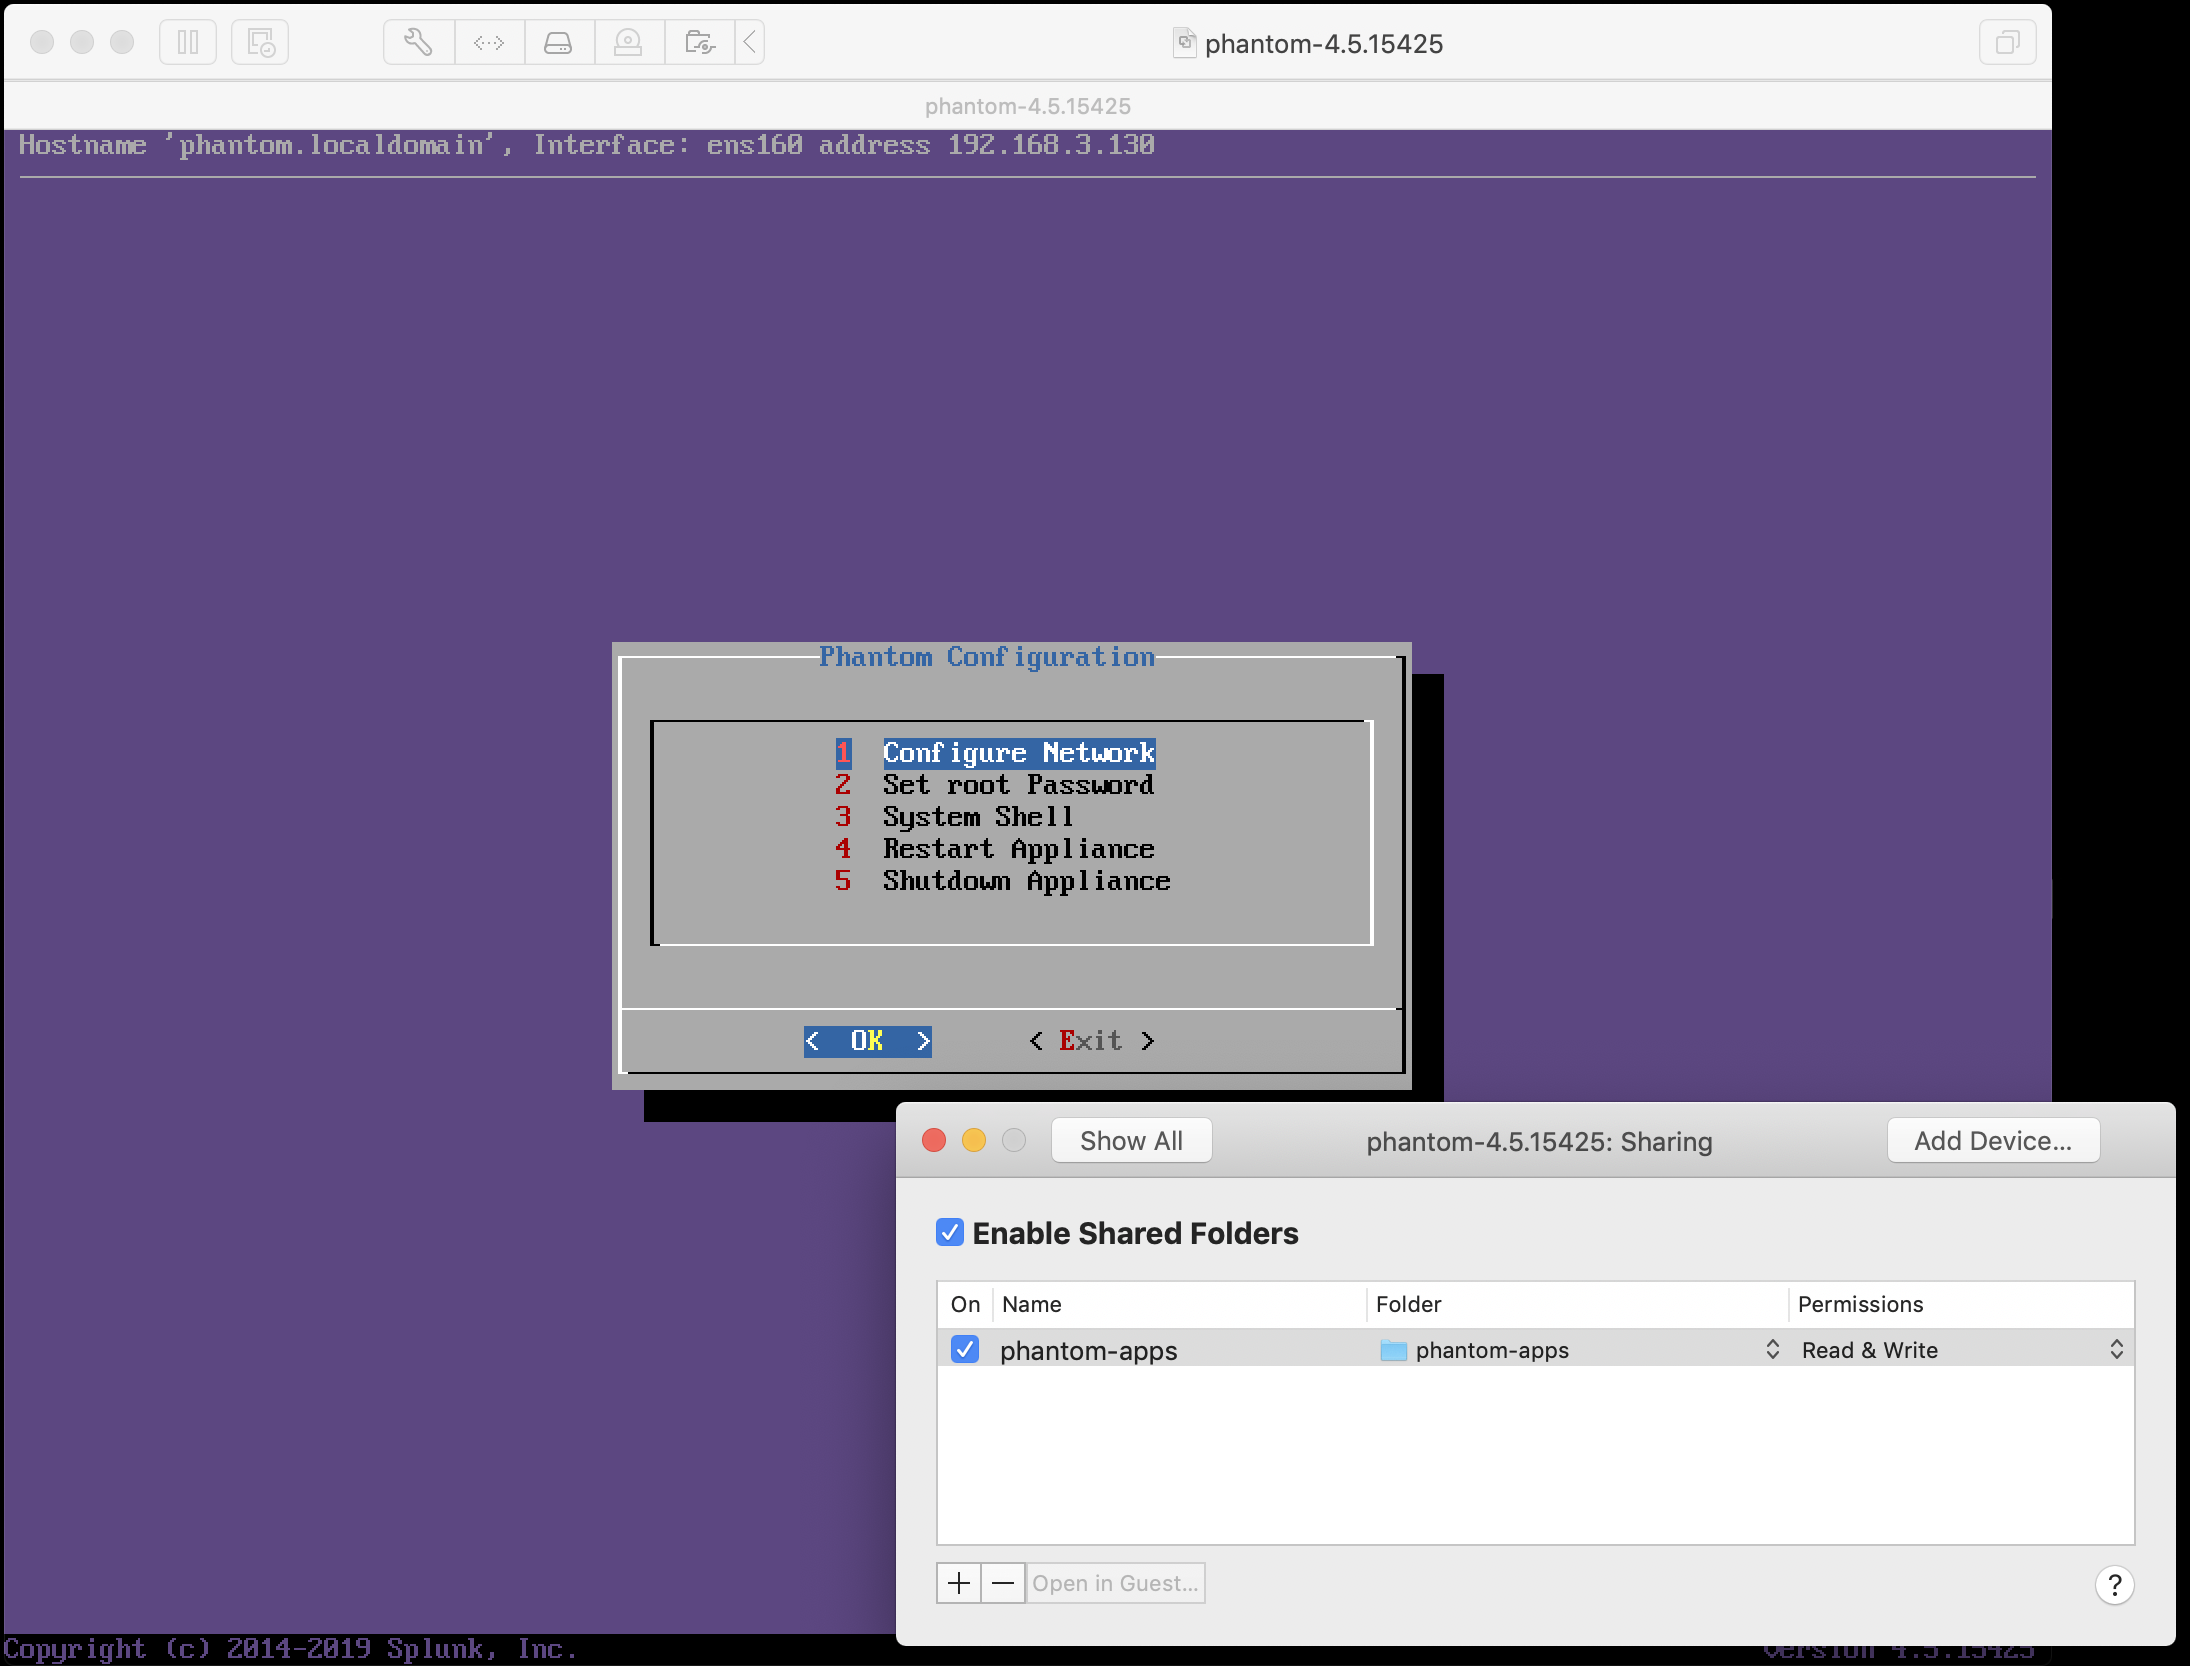 phantom-4.5.15425
phantom-4.5.15425
Hostname 'phantom.localdomain', Interface: ens160 address 192.168.3.130
Phantom Configuration
1 Configure Network
2 Set root Password
3 System Shell
4 Restart Appliance
5 Shutdown Appliance
< OK > < Exit >
Show All phantom-4.5.15425: Sharing Add Device...
Enable Shared Folders
On Name Folder Permissions
phantom-apps phantom-apps Read & Write
+ — Open in Guest... ?
Copyright (c) 2014-2019 Splunk, Inc. Version 4.5.15425